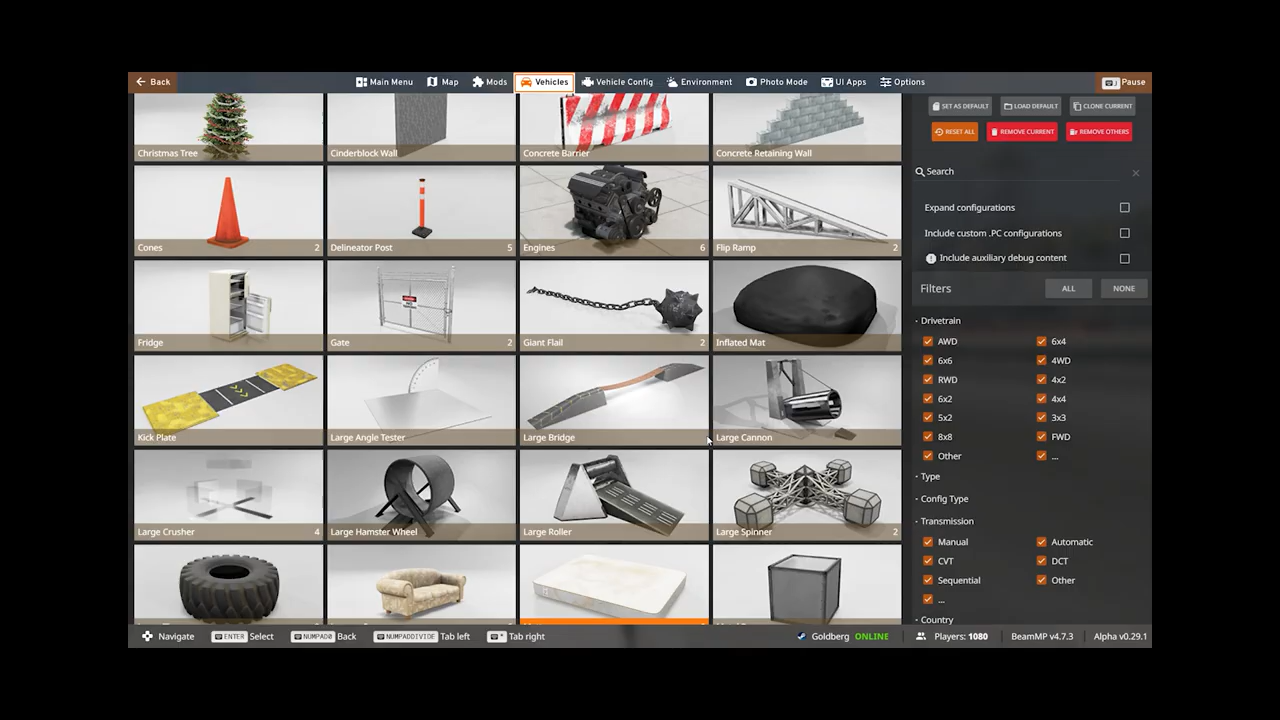 Back
Main Menu
Map
Mods
Vehicles
Vehicle Config
Environment
Photo Mode
UI Apps
Options
Pause
SET AS DEFAULT
LOAD DEFAULT
CLONE CURRENT
RESET ALL
REMOVE CURRENT
REMOVE OTHERS
Christmas Tree
Cinderblock Wall
Concrete Barrier
Concrete Retaining Wall
Search
Cones 2
Delineator Post 5
Engines 6
Flip Ramp 2
Expand configurations
Include custom .PC configurations
Include auxiliary debug content
Fridge
Gate 2
Giant Flail 2
Inflated Mat
Filters
ALL
NONE
Drivetrain
AWD
6x4
6x6
4WD
RWD
4x2
6x2
4x4
5x2
3x3
8x8
FWD
Other
...
Kick Plate
Large Angle Tester
Large Bridge
Large Cannon
Type
Config Type
Transmission
Manual
Automatic
CVT
DCT
Sequential
Other
...
Country
Large Crusher 4
Large Hamster Wheel
Large Roller
Large Spinner 2
Navigate
ENTER Select
NUMPAD0 Back
NUMPADDIVIDE Tab left
Tab right
Goldberg ONLINE
Players: 1080
BeamMP v4.7.3
Alpha v0.29.1